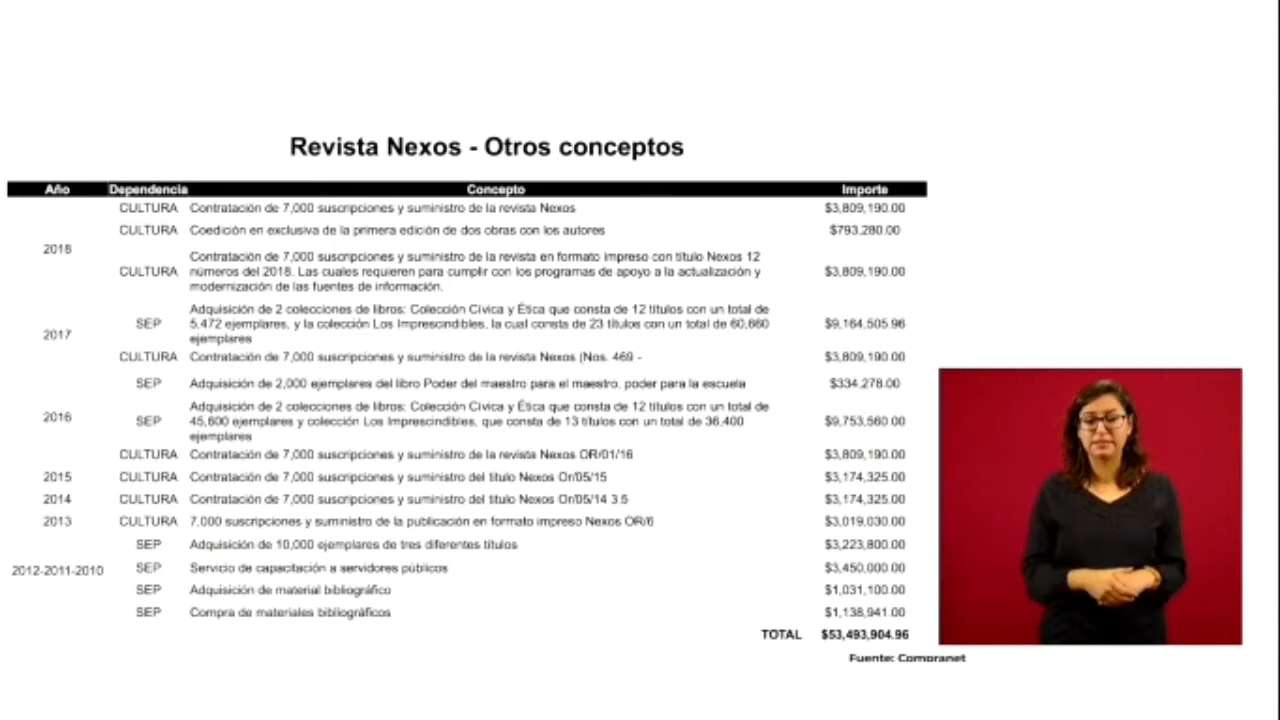 Revista Nexos - Otros conceptos
Año Dependencia Concepto Importe
2018
CULTURA Contratación de 7,000 suscripciones y suministro de la revista Nexos $3,809,190.00
CULTURA Coedición en exclusiva de la primera edición de dos obras con los autores $793,280.00
CULTURA Contratación de 7,000 suscripciones y suministro de la revista en formato impreso con título Nexos 12
números del 2018. Las cuales requieren para cumplir con los programas de apoyo a la actualización y
modernización de las fuentes de información. $3,809,190.00
2017
SEP Adquisición de 2 colecciones de libros: Colección Cívica y Ética que consta de 12 títulos con un total de
5,472 ejemplares, y la colección Los Imprescindibles, la cual consta de 23 títulos con un total de 60,660
ejemplares $9,164,505.96
CULTURA Contratación de 7,000 suscripciones y suministro de la revista Nexos (Nos. 469 - $3,809,190.00
2016
SEP Adquisición de 2,000 ejemplares del libro Poder del maestro para el maestro, poder para la escuela $334,278.00
SEP Adquisición de 2 colecciones de libros: Colección Cívica y Ética que consta de 12 títulos con un total de
45,600 ejemplares y colección Los Imprescindibles, que consta de 13 títulos con un total de 36,400
ejemplares $9,753,560.00
CULTURA Contratación de 7,000 suscripciones y suministro de la revista Nexos OR/01/16 $3,809,190.00
2015 CULTURA Contratación de 7,000 suscripciones y suministro del título Nexos Or/05/15 $3,174,325.00
2014 CULTURA Contratación de 7,000 suscripciones y suministro del título Nexos Or/05/14 3.5 $3,174,325.00
2013 CULTURA 7,000 suscripciones y suministro de la publicación en formato impreso Nexos OR/6 $3,019,030.00
2012-2011-2010
SEP Adquisición de 10,000 ejemplares de tres diferentes títulos $3,223,800.00
SEP Servicio de capacitación a servidores públicos $3,450,000.00
SEP Adquisición de material bibliográfico $1,031,100.00
SEP Compra de materiales bibliográficos $1,138,941.00
TOTAL $53,493,904.96
Fuente: Compranet